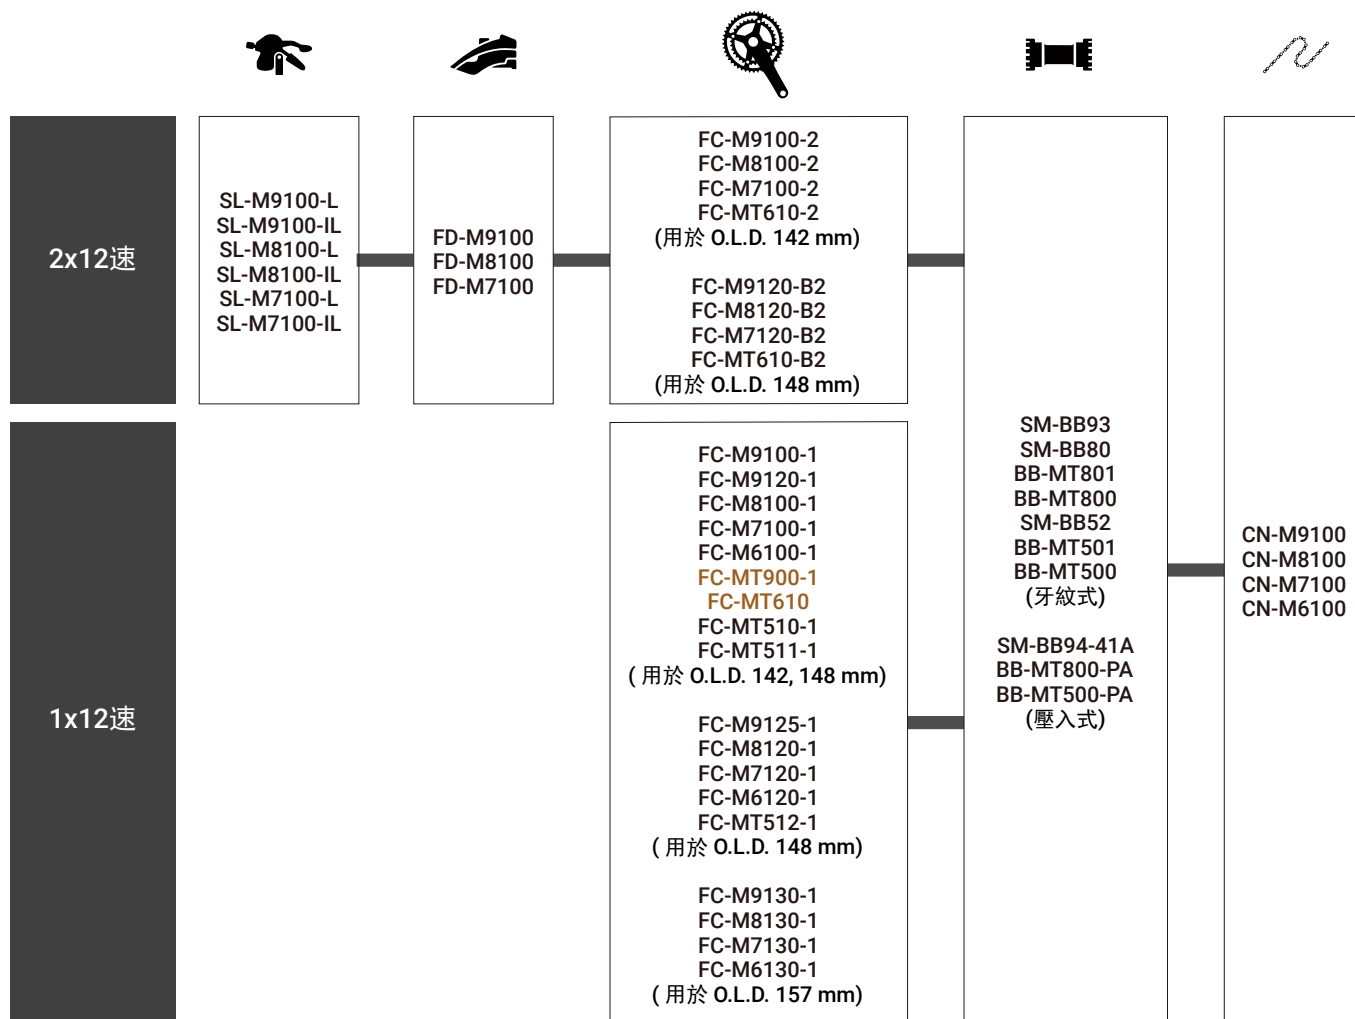 2x12速
SL-M9100-L
SL-M9100-IL
SL-M8100-L
SL-M8100-IL
SL-M7100-L
SL-M7100-IL
FD-M9100
FD-M8100
FD-M7100
FC-M9100-2
FC-M8100-2
FC-M7100-2
FC-MT610-2
(用於 O.L.D. 142 mm)
FC-M9120-B2
FC-M8120-B2
FC-M7120-B2
FC-MT610-B2
(用於 O.L.D. 148 mm)
1x12速
FC-M9100-1
FC-M9120-1
FC-M8100-1
FC-M7100-1
FC-M6100-1
FC-MT900-1
FC-MT610
FC-MT510-1
FC-MT511-1
( 用於 O.L.D. 142, 148 mm)
FC-M9125-1
FC-M8120-1
FC-M7120-1
FC-M6120-1
FC-MT512-1
( 用於 O.L.D. 148 mm)
FC-M9130-1
FC-M8130-1
FC-M7130-1
FC-M6130-1
( 用於 O.L.D. 157 mm)
SM-BB93
SM-BB80
BB-MT801
BB-MT800
SM-BB52
BB-MT501
BB-MT500
(牙紋式)
SM-BB94-41A
BB-MT800-PA
BB-MT500-PA
(壓入式)
CN-M9100
CN-M8100
CN-M7100
CN-M6100